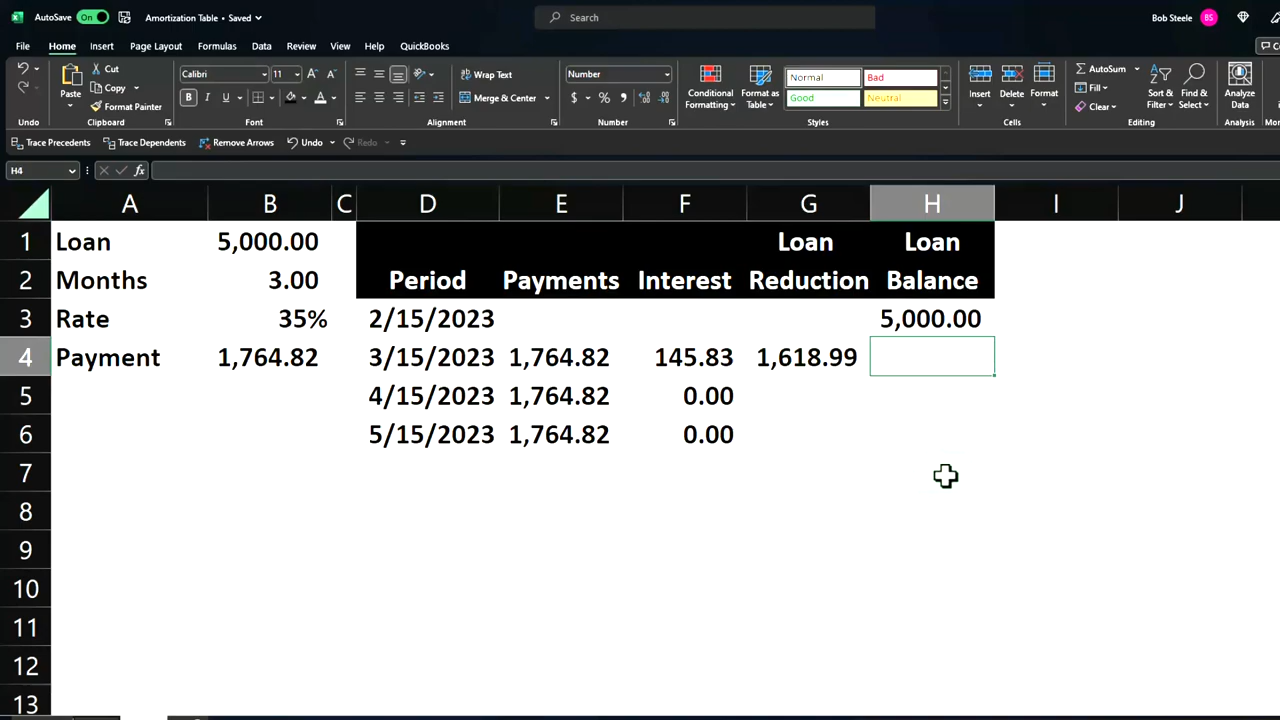 AutoSave On Amortization Table • Saved Search Bob Steele BS
File Home Insert Page Layout Formulas Data Review View Help QuickBooks
Paste Cut Copy Format Painter
Calibri 11 B I U
Wrap Text Merge & Center
Number $ % ,
Conditional Formatting Format as Table
Normal Bad
Good Neutral
Insert Delete Format
AutoSum Fill Clear Sort & Filter Find & Select Analyze Data
Undo Clipboard Font Alignment Number Styles Cells Editing Analysis
Trace Precedents Trace Dependents Remove Arrows Undo Redo
H4 fx
A B C D E F G H I J
1 Loan 5,000.00 Loan Loan
2 Months 3.00 Period Payments Interest Reduction Balance
3 Rate 35% 2/15/2023 5,000.00
4 Payment 1,764.82 3/15/2023 1,764.82 145.83 1,618.99
5 4/15/2023 1,764.82 0.00
6 5/15/2023 1,764.82 0.00
7
8
9
10
11
12
13